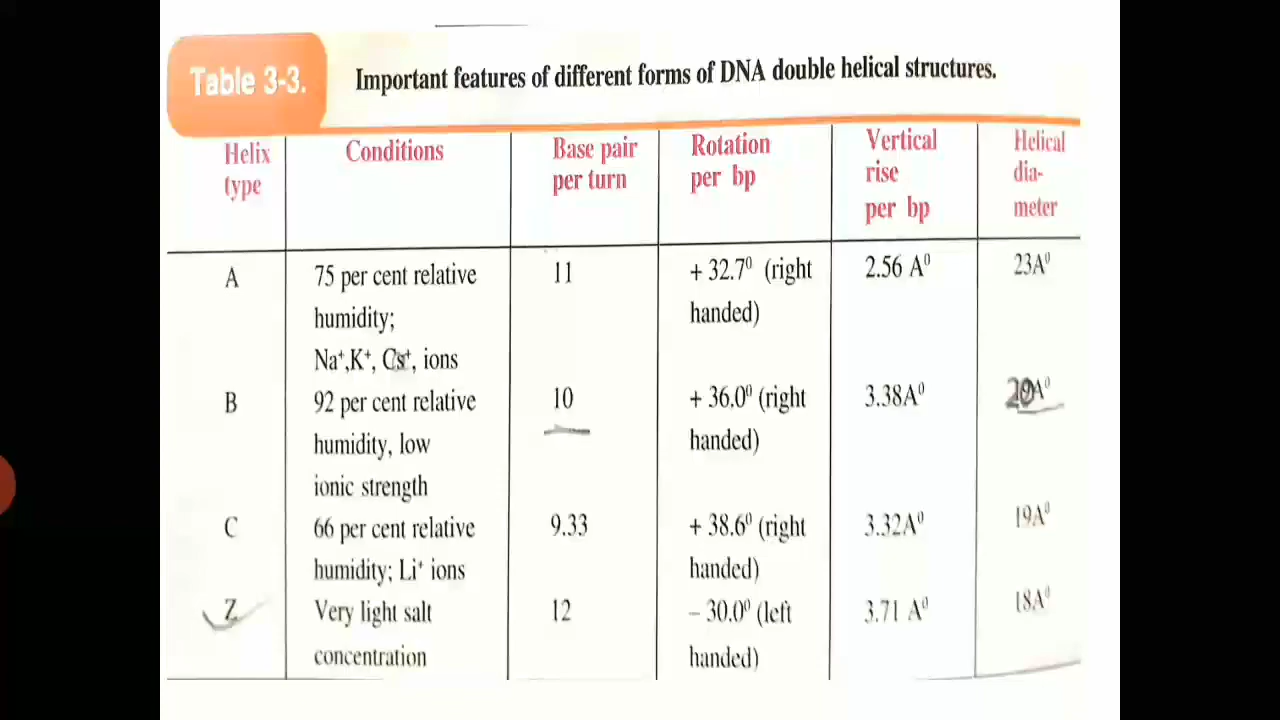 Table 3-3.
Important features of different forms of DNA double helical structures.
Helix type | Conditions | Base pair per turn | Rotation per bp | Vertical rise per bp | Helical dia- meter
A | 75 per cent relative humidity; Na⁺,K⁺, Cs⁺, ions | 11 | + 32.7⁰ (right handed) | 2.56 A⁰ | 23A⁰
B | 92 per cent relative humidity, low ionic strength | 10 | + 36.0⁰ (right handed) | 3.38A⁰ | 20A⁰
C | 66 per cent relative humidity; Li⁺ ions | 9.33 | + 38.6⁰ (right handed) | 3.32A⁰ | 19A⁰
Z | Very light salt concentration | 12 | – 30.0⁰ (left handed) | 3.71 A⁰ | 18A⁰